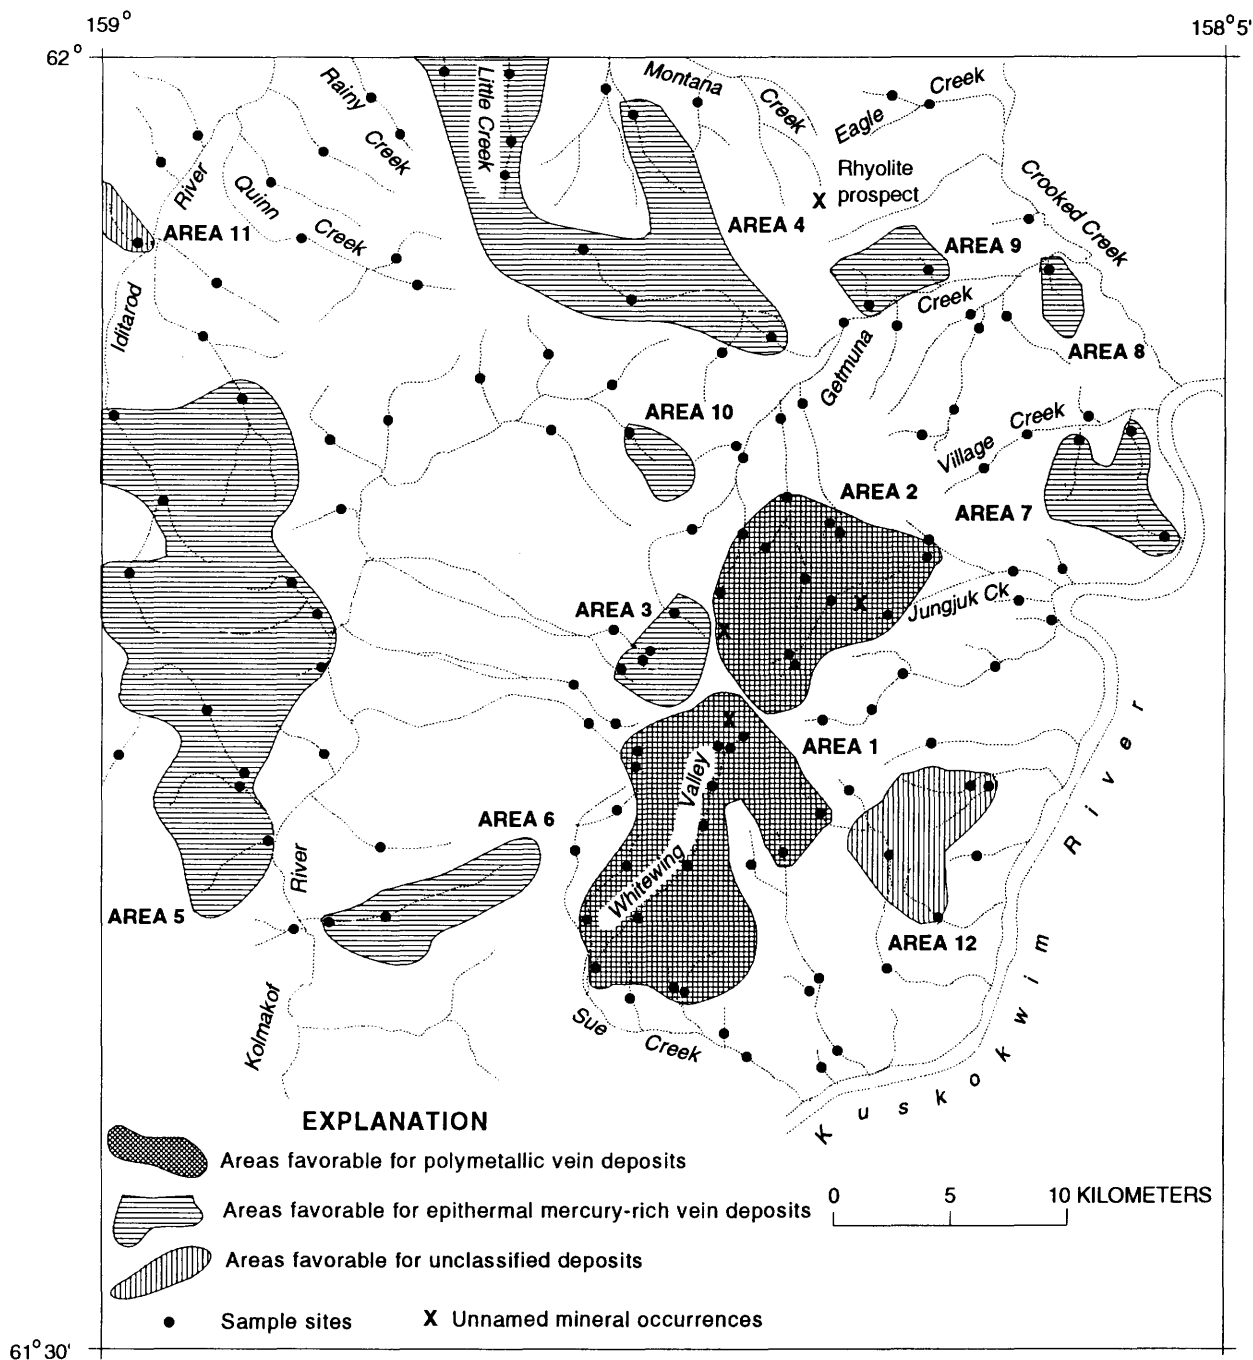 159°
158° 5'
62°
Rainy
Creek
Little Creek
Montana
Creek
Eagle
Creek
Rhyolite
X prospect
Crooked Creek
River
Quinn
Creek
AREA 11
AREA 4
AREA 9
Creek
Iditarod
Getmuna
AREA 8
AREA 10
Village
Creek
AREA 2
AREA 7
AREA 3
X
X
Jungjuk Ck
X
AREA 1
Valley
Whitewing
AREA 6
River
AREA 5
AREA 12
Kolmakof
Sue
Creek
Kuskokwim River
EXPLANATION
Areas favorable for polymetallic vein deposits
Areas favorable for epithermal mercury-rich vein deposits
0 5 10 KILOMETERS
Areas favorable for unclassified deposits
Sample sites
X Unnamed mineral occurrences
61° 30'